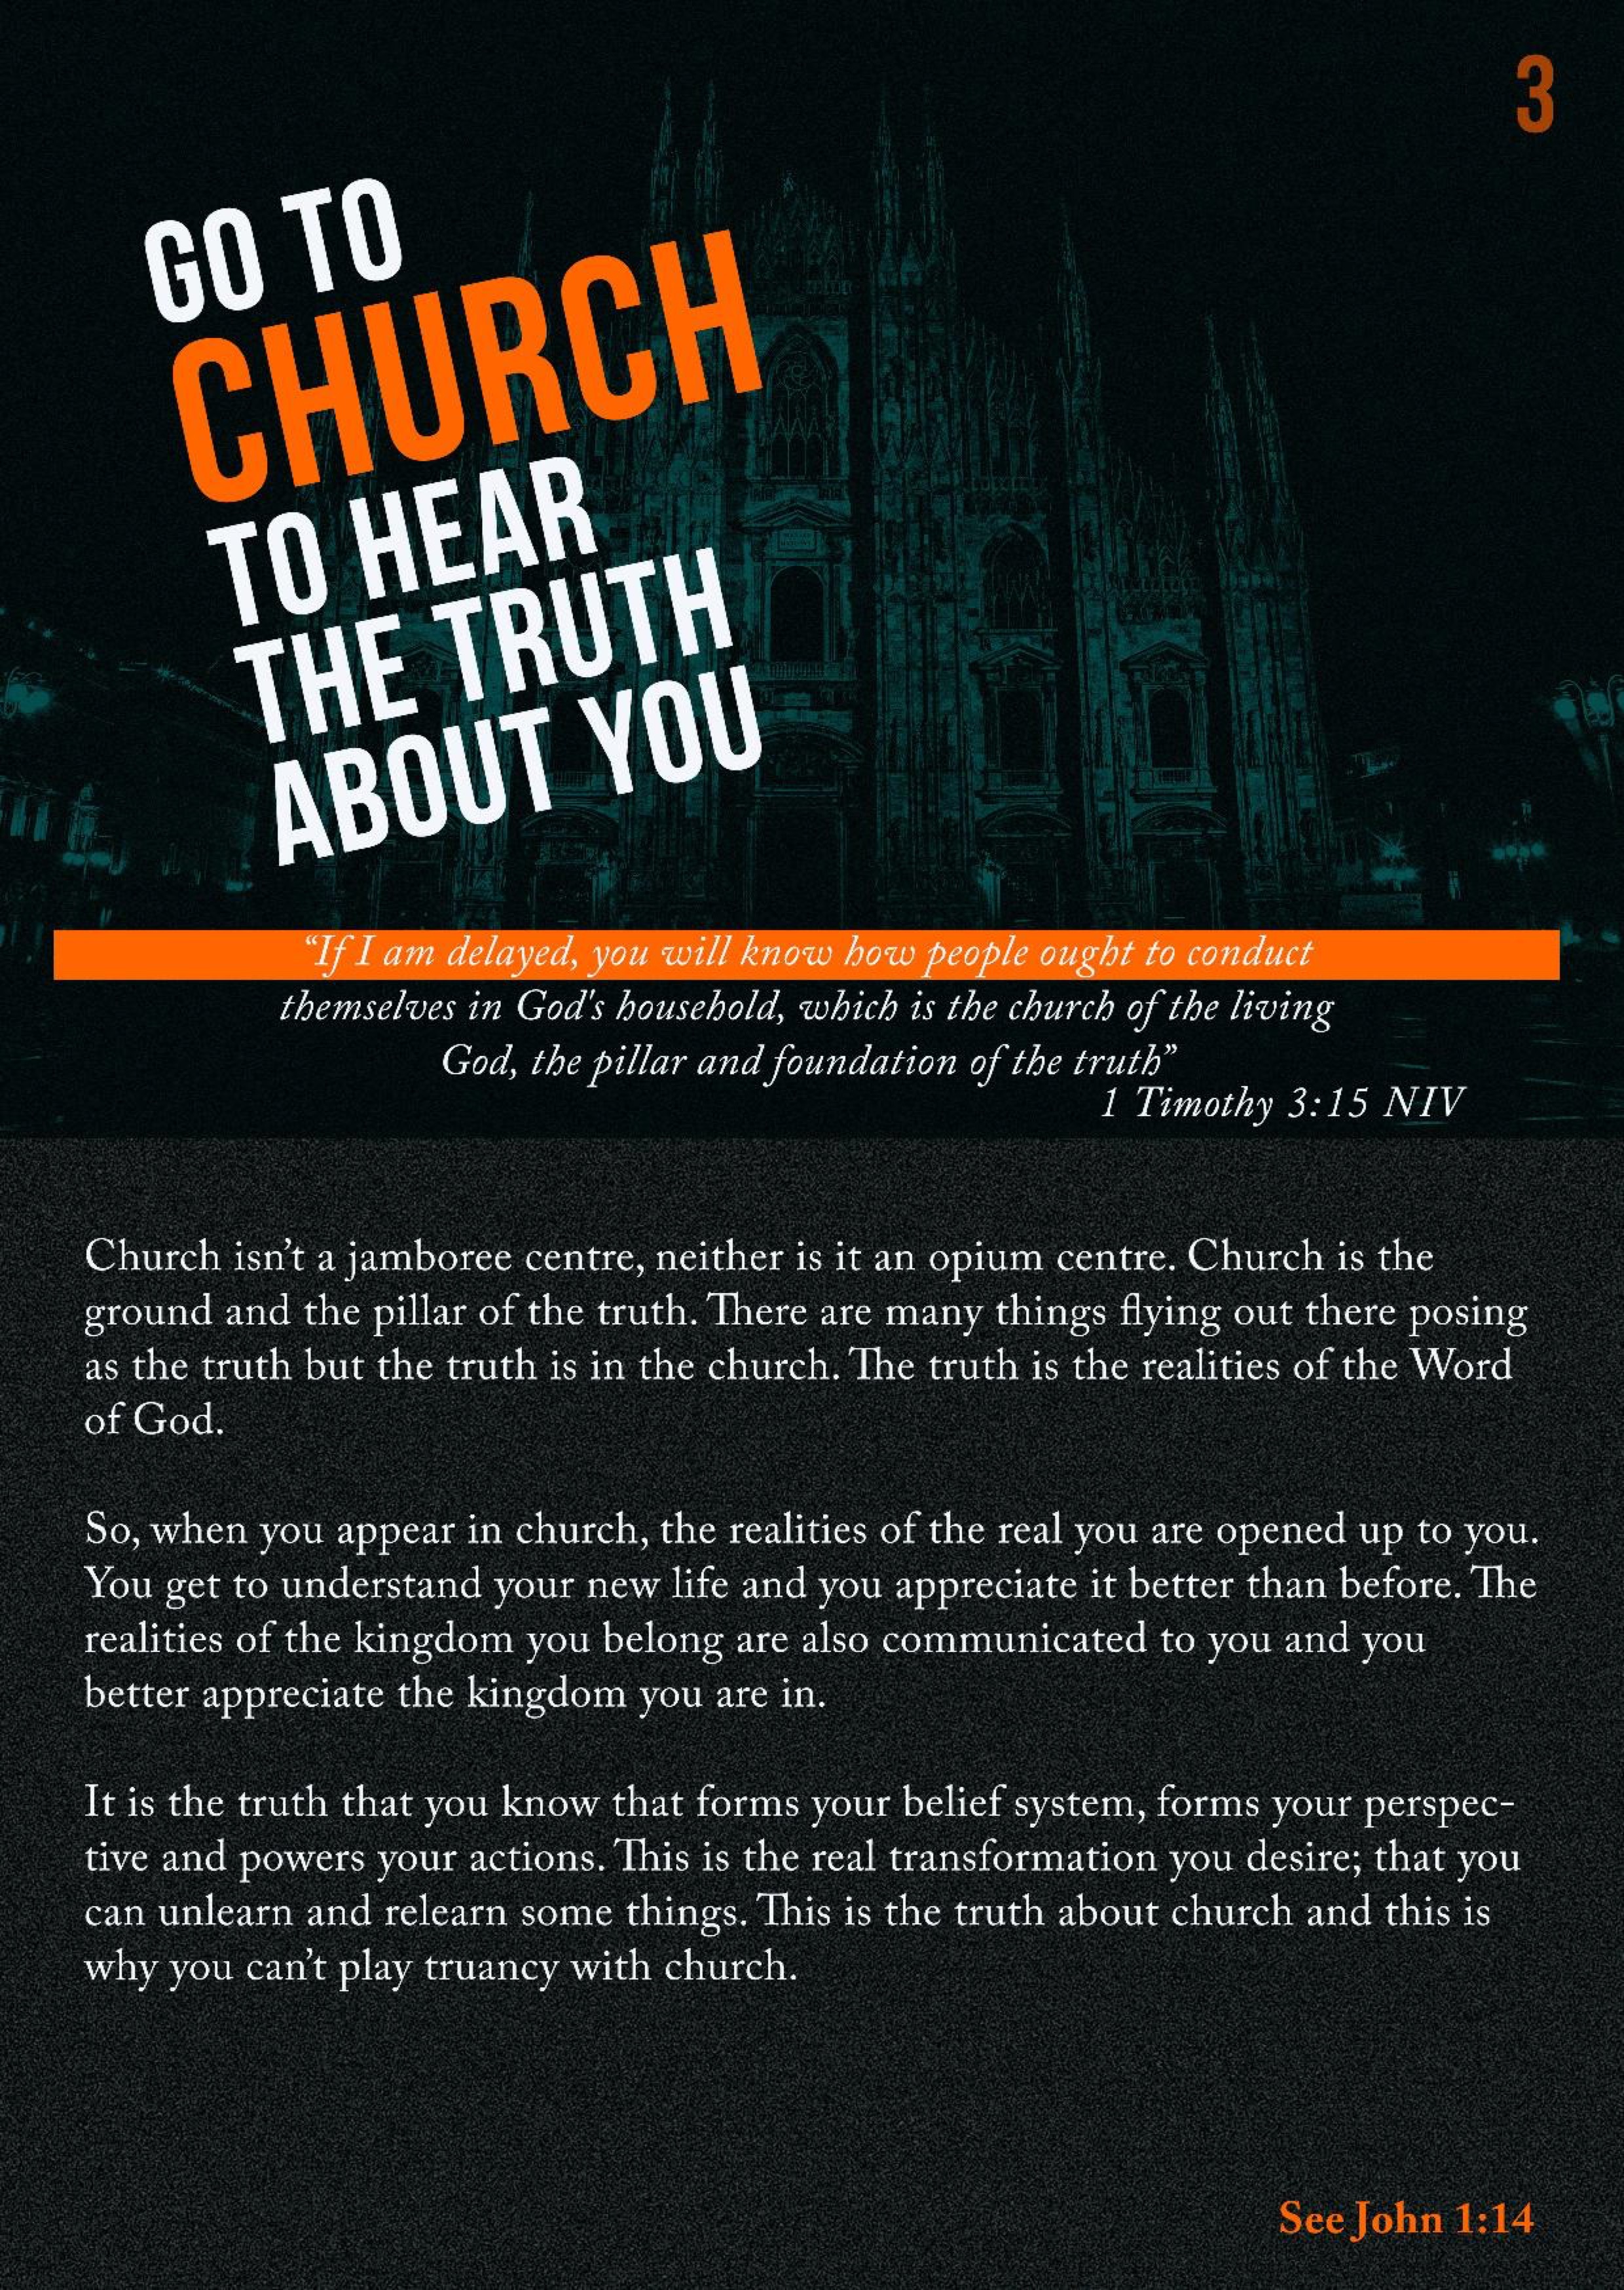 3
GO TO
CHURCH
TO HEAR
THE TRUTH
ABOUT YOU
“If I am delayed, you will know how people ought to conduct
themselves in God's household, which is the church of the living
God, the pillar and foundation of the truth”
1 Timothy 3:15 NIV
Church isn’t a jamboree centre, neither is it an opium centre. Church is the
ground and the pillar of the truth. There are many things flying out there posing
as the truth but the truth is in the church. The truth is the realities of the Word
of God.
So, when you appear in church, the realities of the real you are opened up to you.
You get to understand your new life and you appreciate it better than before. The
realities of the kingdom you belong are also communicated to you and you
better appreciate the kingdom you are in.
It is the truth that you know that forms your belief system, forms your perspec-
tive and powers your actions. This is the real transformation you desire; that you
can unlearn and relearn some things. This is the truth about church and this is
why you can’t play truancy with church.
See John 1:14